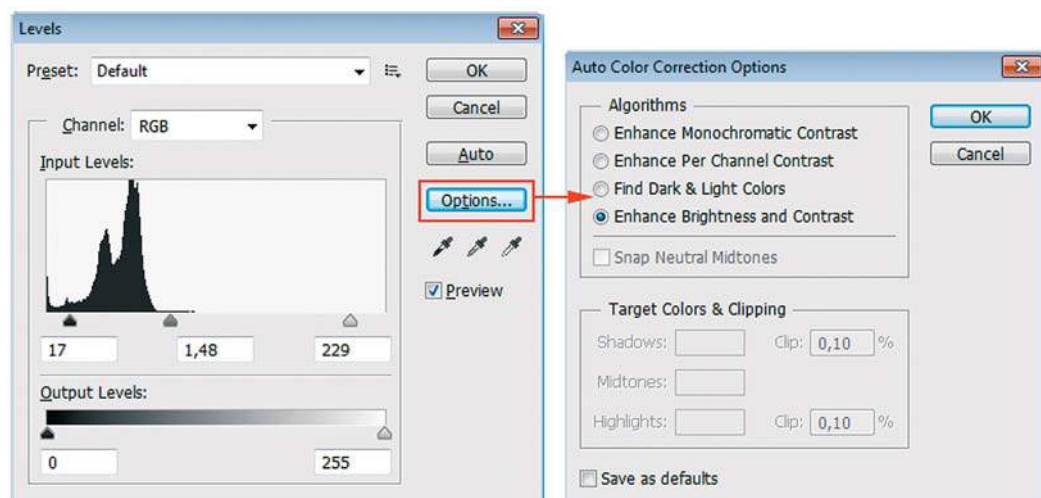 Levels
Preset: Default
OK
Cancel
Channel: RGB
Auto
Input Levels:
Options...
Preview
17 1,48 229
Output Levels:
0 255
Auto Color Correction Options
Algorithms
OK
Enhance Monochromatic Contrast
Cancel
Enhance Per Channel Contrast
Find Dark & Light Colors
Enhance Brightness and Contrast
Snap Neutral Midtones
Target Colors & Clipping
Shadows: Clip: 0,10 %
Midtones:
Highlights: Clip: 0,10 %
Save as defaults